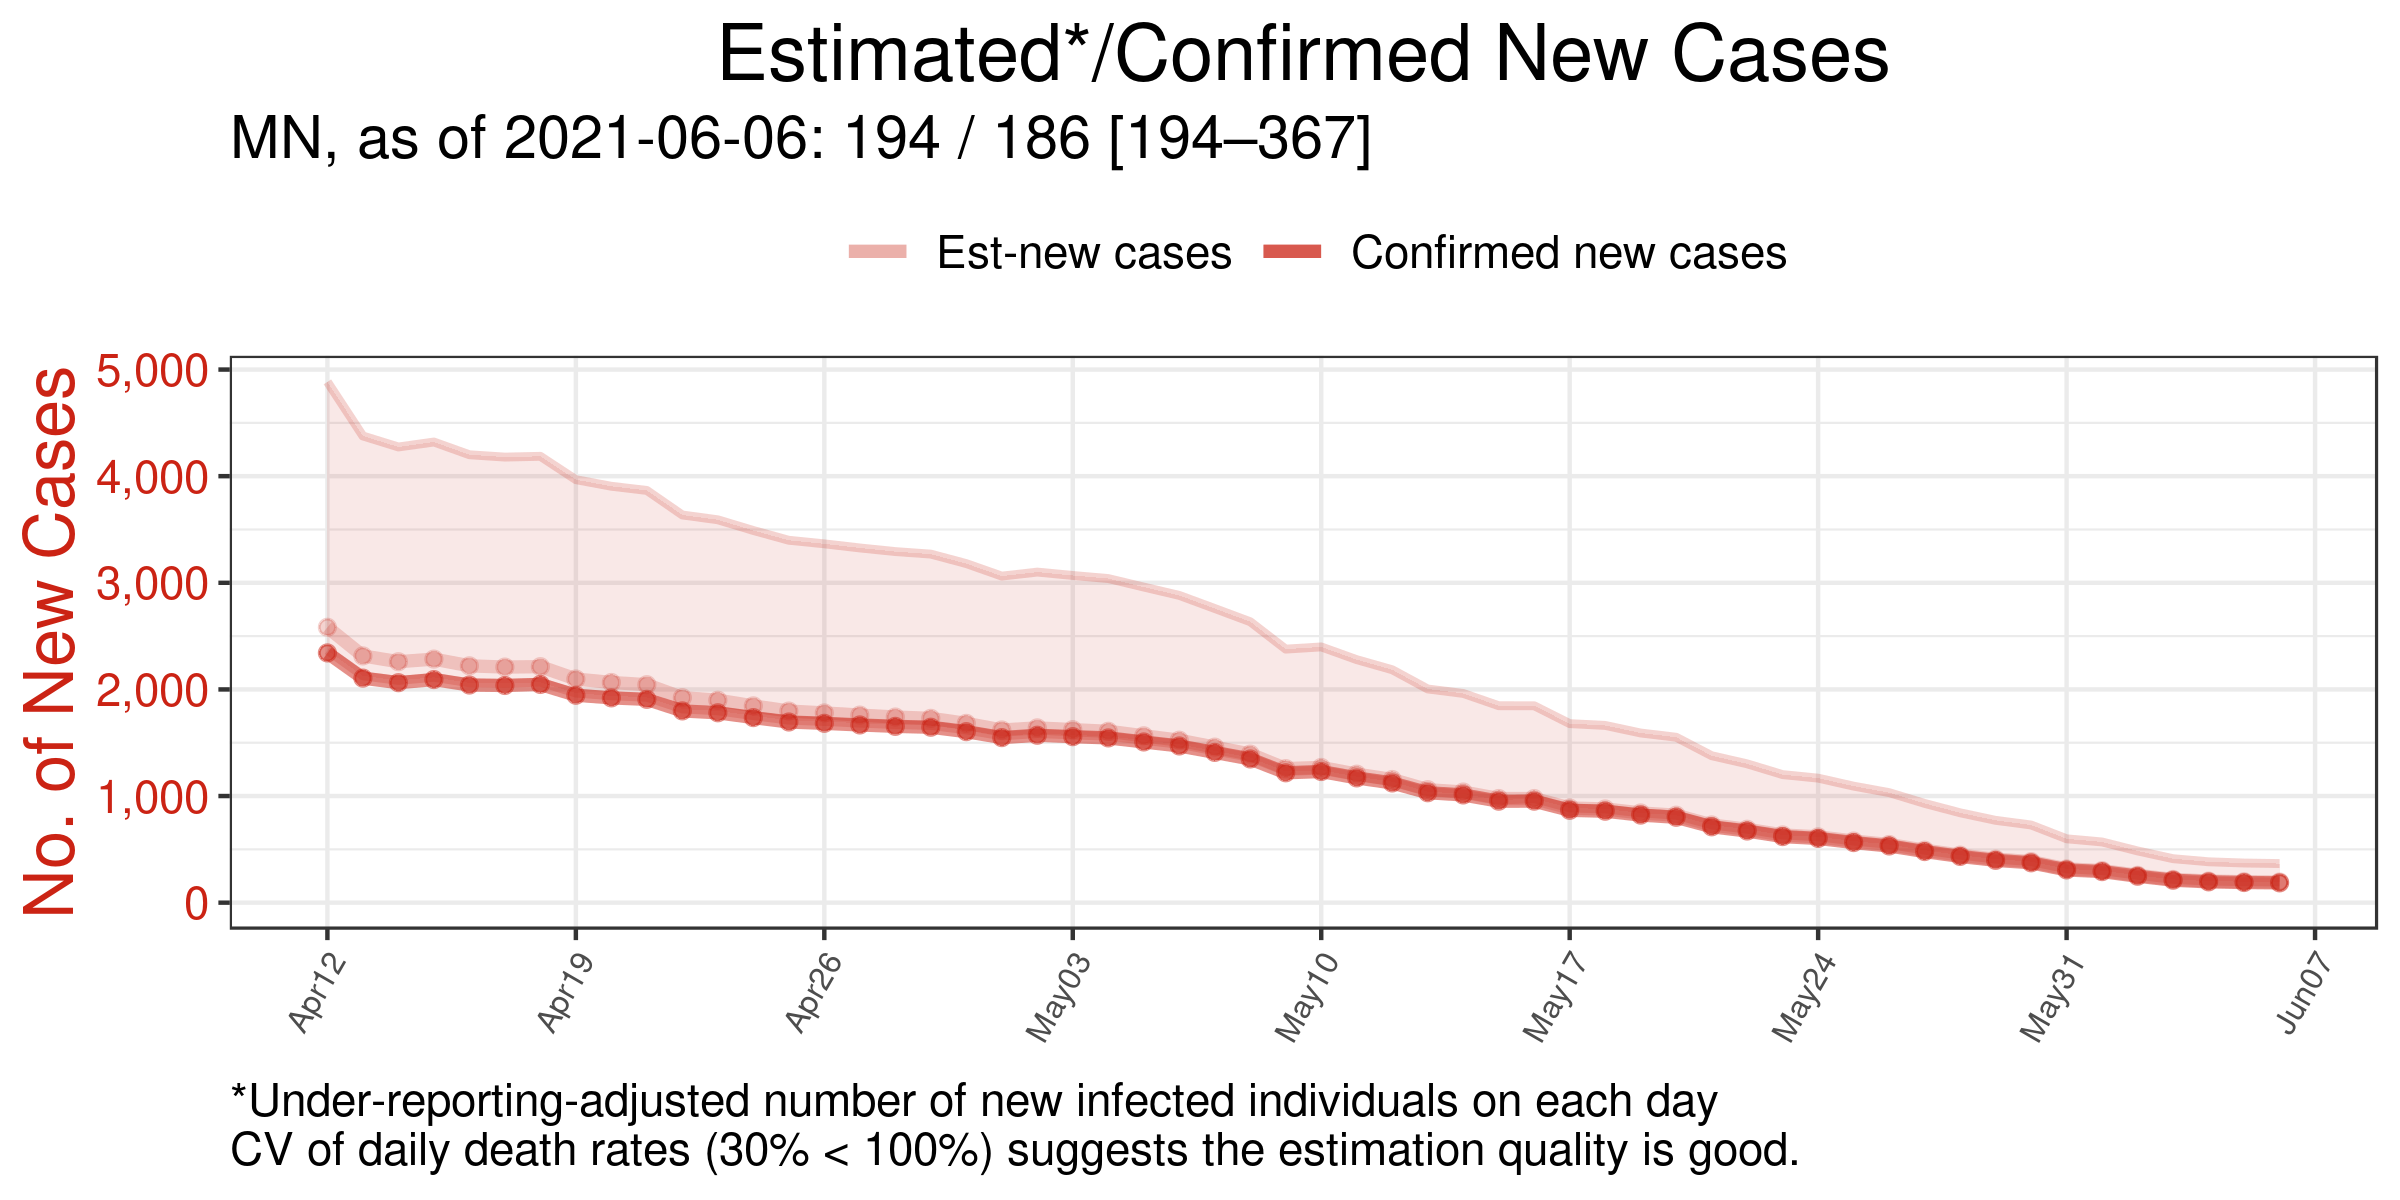 Estimated*/Confirmed New Cases
MN, as of 2021-06-06: 194 / 186 [194–367]
Est-new cases
Confirmed new cases
No. of New Cases
5,000
4,000
3,000
2,000
1,000
0
Apr12
Apr19
Apr26
May03
May10
May17
May24
May31
Jun07
*Under-reporting-adjusted number of new infected individuals on each day
CV of daily death rates (30% < 100%) suggests the estimation quality is good.